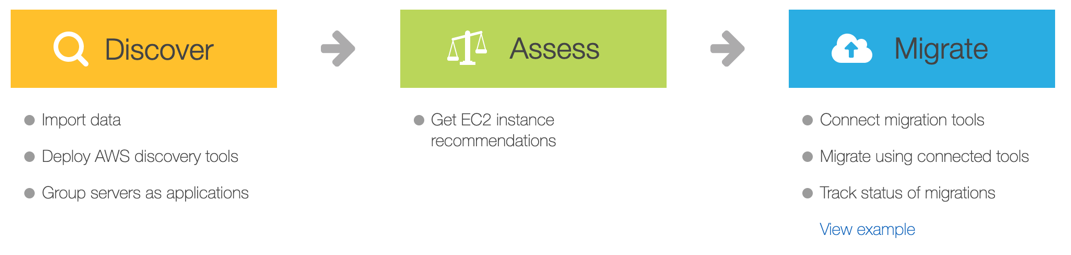 Discover
Import data
Deploy AWS discovery tools
Group servers as applications
Assess
Get EC2 instance
recommendations
Migrate
Connect migration tools
Migrate using connected tools
Track status of migrations
View example